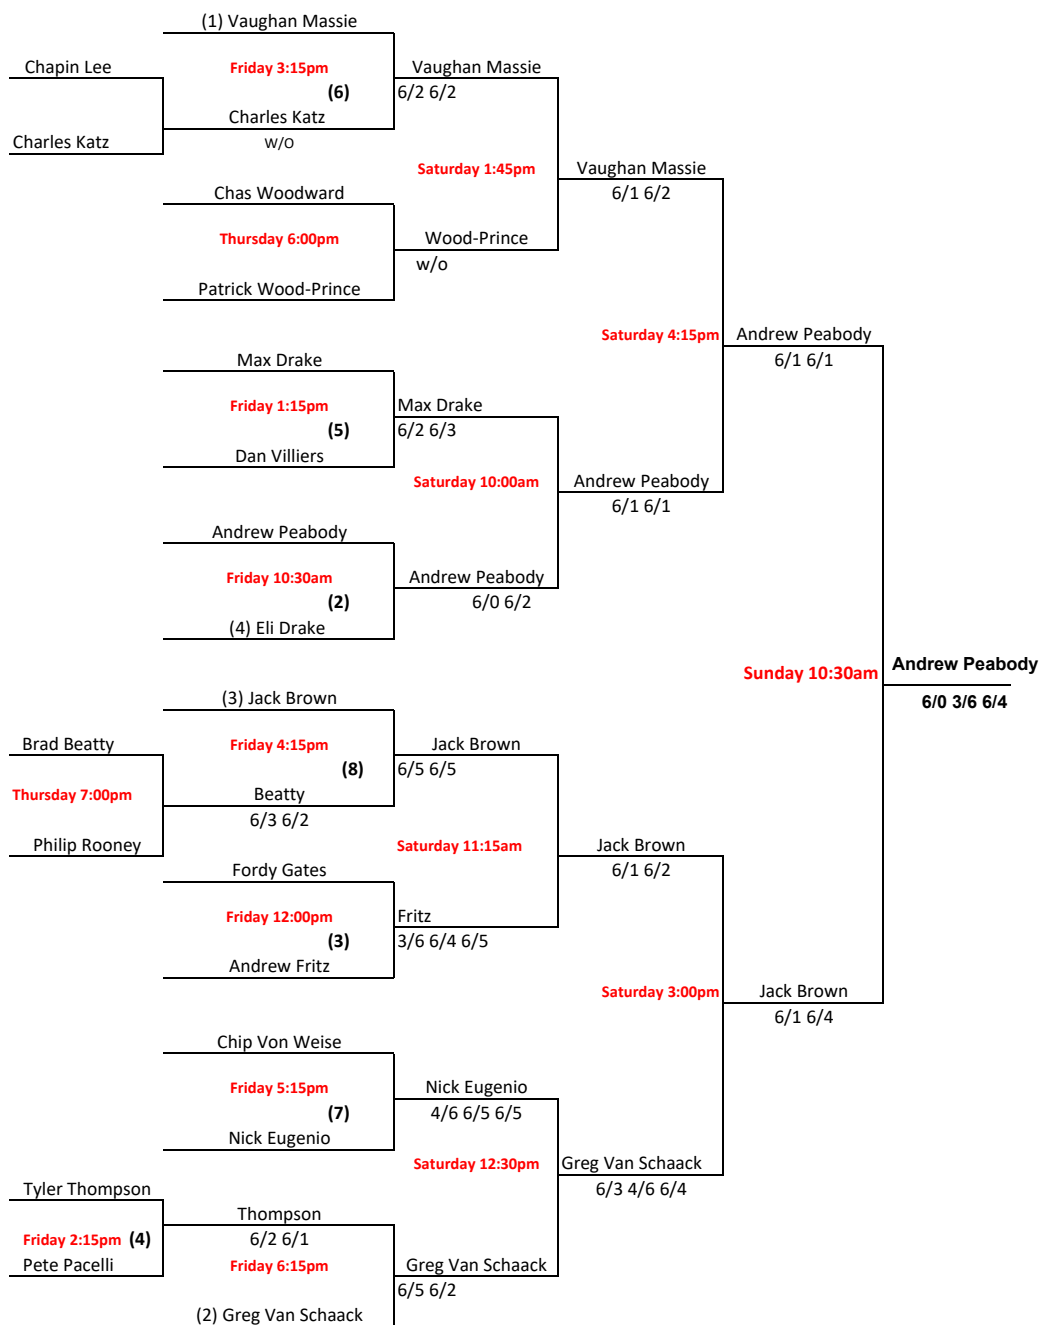 (1) Vaughan Massie
Chapin Lee
Friday 3:15pm
Vaughan Massie
(6)
6/2 6/2
Charles Katz
Charles Katz
w/o
Saturday 1:45pm
Vaughan Massie
6/1 6/2
Chas Woodward
Thursday 6:00pm
Wood-Prince
w/o
Patrick Wood-Prince
Saturday 4:15pm
Andrew Peabody
6/1 6/1
Max Drake
Friday 1:15pm
Max Drake
(5)
6/2 6/3
Dan Villiers
Saturday 10:00am
Andrew Peabody
6/1 6/1
Andrew Peabody
Friday 10:30am
Andrew Peabody
(2)
6/0 6/2
(4) Eli Drake
Sunday 10:30am
Andrew Peabody
6/0 3/6 6/4
(3) Jack Brown
Brad Beatty
Friday 4:15pm
Jack Brown
(8)
6/5 6/5
Thursday 7:00pm
Beatty
6/3 6/2
Philip Rooney
Saturday 11:15am
Jack Brown
6/1 6/2
Fordy Gates
Friday 12:00pm
Fritz
(3)
3/6 6/4 6/5
Andrew Fritz
Saturday 3:00pm
Jack Brown
6/1 6/4
Chip Von Weise
Friday 5:15pm
Nick Eugenio
(7)
4/6 6/5 6/5
Nick Eugenio
Saturday 12:30pm
Greg Van Schaack
6/3 4/6 6/4
Tyler Thompson
Thompson
Friday 2:15pm (4)
6/2 6/1
Pete Pacelli
Friday 6:15pm
Greg Van Schaack
6/5 6/2
(2) Greg Van Schaack